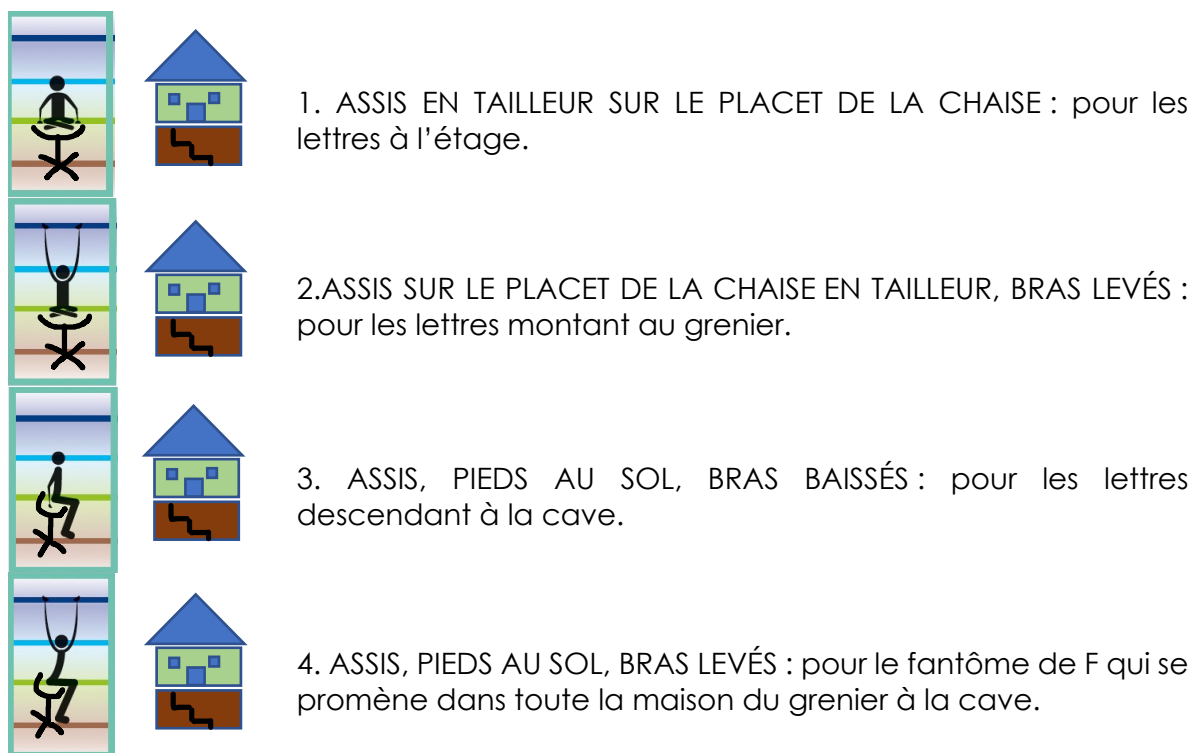 1. ASSIS EN TAILLEUR SUR LE PLACET DE LA CHAISE : pour les
lettres à l’étage.
2.ASSIS SUR LE PLACET DE LA CHAISE EN TAILLEUR, BRAS LEVÉS :
pour les lettres montant au grenier.
3. ASSIS, PIEDS AU SOL, BRAS BAISSÉS : pour les lettres
descendant à la cave.
4. ASSIS, PIEDS AU SOL, BRAS LEVÉS : pour le fantôme de F qui se
promène dans toute la maison du grenier à la cave.